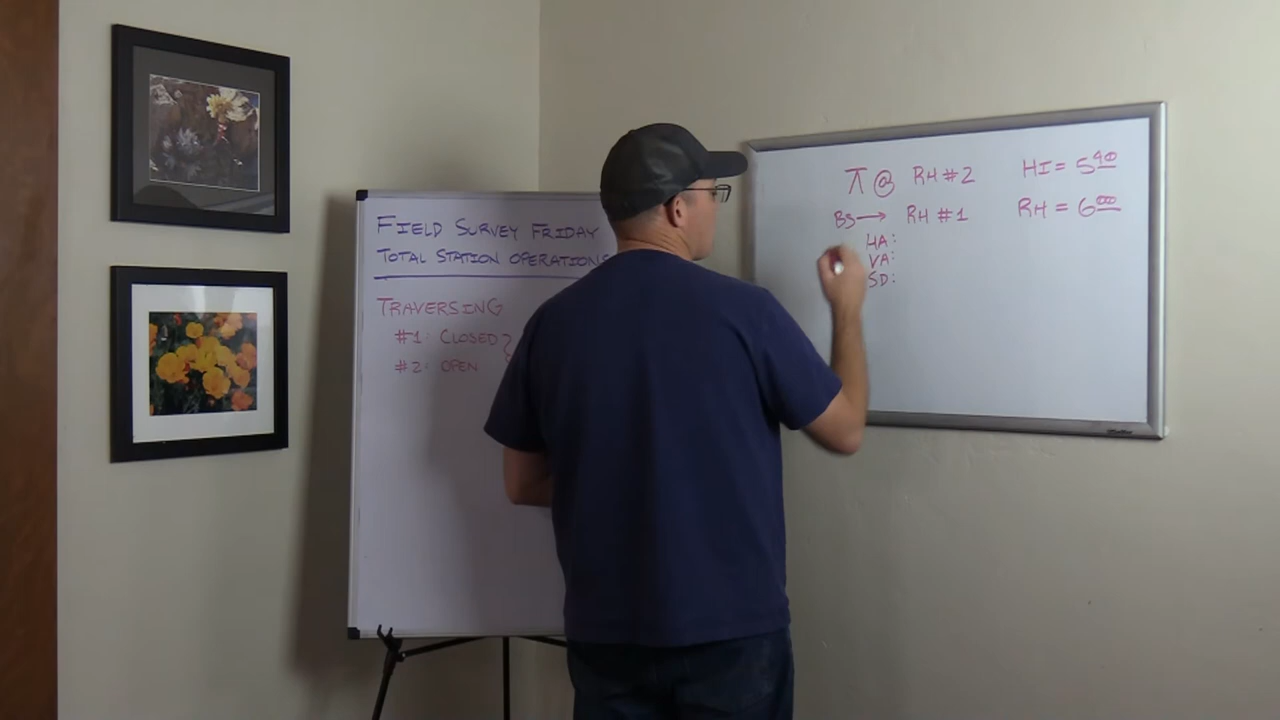 FIELD SURVEY FRIDAY
TOTAL STATION OPERATIONS
TRAVERSING
#1: CLOSED }
#2: OPEN
⊼ @ RH #2 HI = 5.40
BS → RH #1 RH = 6.00
HA:
VA:
SD: